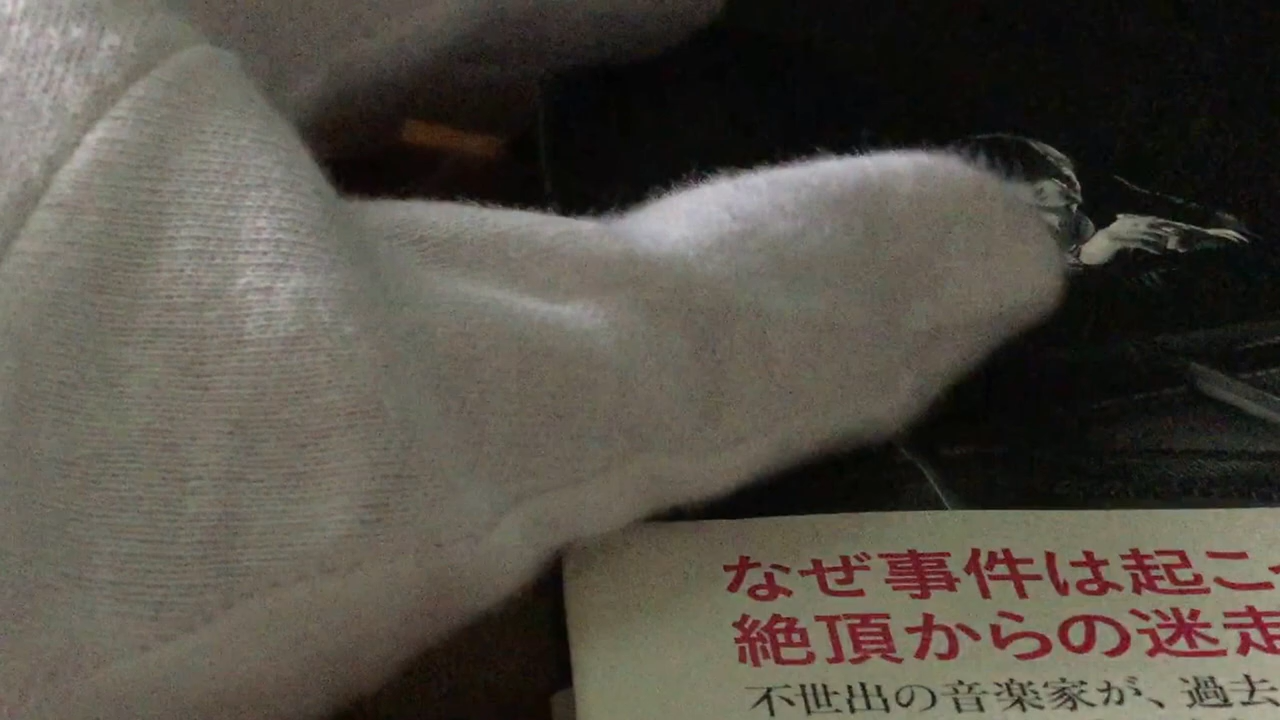 なぜ事件は起こ
絶頂からの迷走
不世出の音楽家が、過去